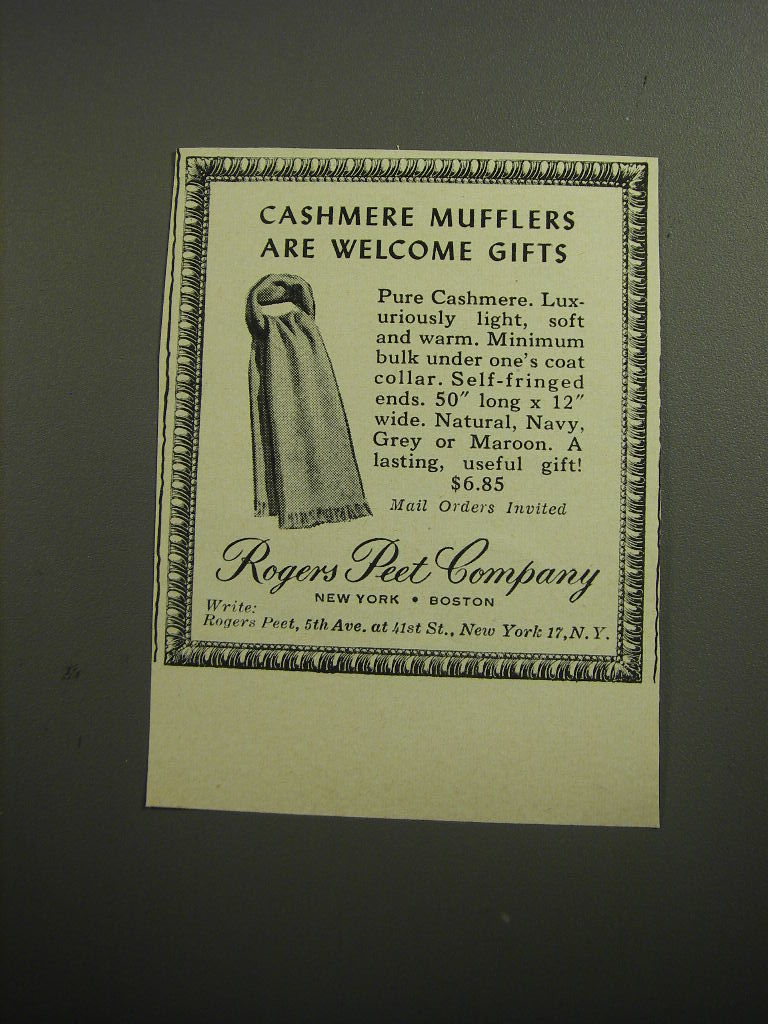 CASHMERE MUFFLERS
ARE WELCOME GIFTS
Pure Cashmere. Lux-
uriously light, soft
and warm. Minimum
bulk under one's coat
collar. Self-fringed
ends. 50" long x 12"
wide. Natural, Navy,
Grey or Maroon. A
lasting, useful gift!
$6.85
Mail Orders Invited
Rogers Peet Company
NEW YORK • BOSTON
Write:
Rogers Peet, 5th Ave. at 41st St., New York 17, N. Y.